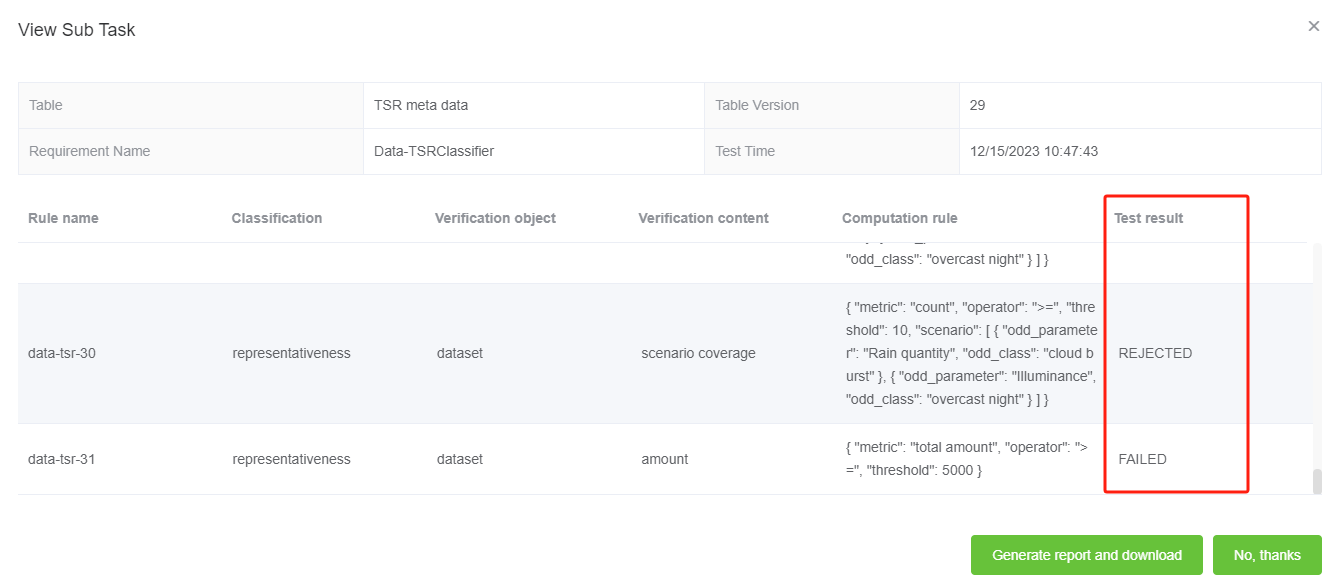 View Sub Task
Table TSR meta data Table Version 29
Requirement Name Data-TSRClassifier Test Time 12/15/2023 10:47:43
Rule name Classification Verification object Verification content Computation rule Test result
"odd_class": "overcast night" } ] }
data-tsr-30 representativeness dataset scenario coverage
{ "metric": "count", "operator": ">=", "thre
shold": 10, "scenario": [ { "odd_paramete
r": "Rain quantity", "odd_class": "cloud b
urst" }, { "odd_parameter": "Illuminance",
"odd_class": "overcast night" } ] }
REJECTED
data-tsr-31 representativeness dataset amount
{ "metric": "total amount", "operator": ">
=", "threshold": 5000 }
FAILED
Generate report and download No, thanks